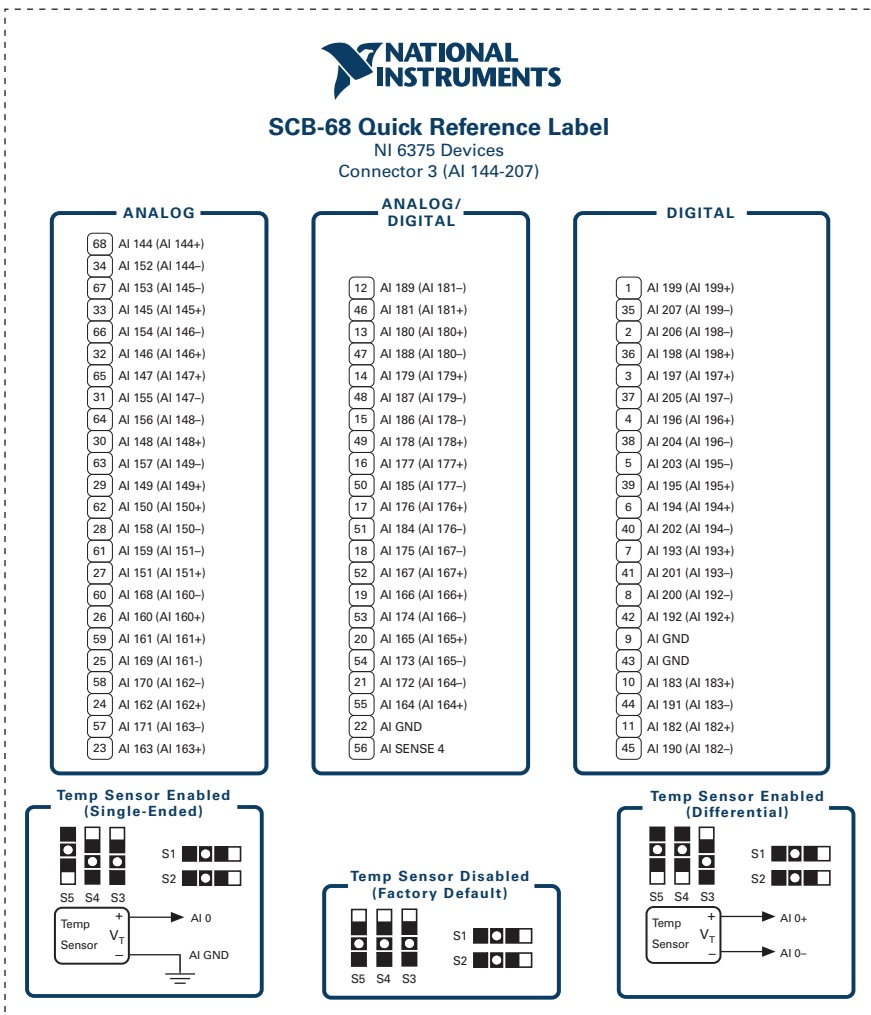 NATIONAL
INSTRUMENTS
SCB-68 Quick Reference Label
NI 6375 Devices
Connector 3 (AI 144-207)
ANALOG
68 AI 144 (AI 144+)
34 AI 152 (AI 144–)
67 AI 153 (AI 145–)
33 AI 145 (AI 145+)
66 AI 154 (AI 146–)
32 AI 146 (AI 146+)
65 AI 147 (AI 147+)
31 AI 155 (AI 147–)
64 AI 156 (AI 148–)
30 AI 148 (AI 148+)
63 AI 157 (AI 149–)
29 AI 149 (AI 149+)
62 AI 150 (AI 150+)
28 AI 158 (AI 150–)
61 AI 159 (AI 151–)
27 AI 151 (AI 151+)
60 AI 168 (AI 160–)
26 AI 160 (AI 160+)
59 AI 161 (AI 161+)
25 AI 169 (AI 161-)
58 AI 170 (AI 162–)
24 AI 162 (AI 162+)
57 AI 171 (AI 163–)
23 AI 163 (AI 163+)
ANALOG/
DIGITAL
12 AI 189 (AI 181–)
46 AI 181 (AI 181+)
13 AI 180 (AI 180+)
47 AI 188 (AI 180–)
14 AI 179 (AI 179+)
48 AI 187 (AI 179–)
15 AI 186 (AI 178–)
49 AI 178 (AI 178+)
16 AI 177 (AI 177+)
50 AI 185 (AI 177–)
17 AI 176 (AI 176+)
51 AI 184 (AI 176–)
18 AI 175 (AI 167–)
52 AI 167 (AI 167+)
19 AI 166 (AI 166+)
53 AI 174 (AI 166–)
20 AI 165 (AI 165+)
54 AI 173 (AI 165–)
21 AI 172 (AI 164–)
55 AI 164 (AI 164+)
22 AI GND
56 AI SENSE 4
DIGITAL
1 AI 199 (AI 199+)
35 AI 207 (AI 199–)
2 AI 206 (AI 198–)
36 AI 198 (AI 198+)
3 AI 197 (AI 197+)
37 AI 205 (AI 197–)
4 AI 196 (AI 196+)
38 AI 204 (AI 196–)
5 AI 203 (AI 195–)
39 AI 195 (AI 195+)
6 AI 194 (AI 194+)
40 AI 202 (AI 194–)
7 AI 193 (AI 193+)
41 AI 201 (AI 193–)
8 AI 200 (AI 192–)
42 AI 192 (AI 192+)
9 AI GND
43 AI GND
10 AI 183 (AI 183+)
44 AI 191 (AI 183–)
11 AI 182 (AI 182+)
45 AI 190 (AI 182–)
Temp Sensor Enabled
(Single-Ended)
S1
S2
S5 S4 S3
Temp
Sensor
+
VT
–
AI 0
AI GND
Temp Sensor Disabled
(Factory Default)
S1
S2
S5 S4 S3
Temp Sensor Enabled
(Differential)
S1
S2
S5 S4 S3
Temp
Sensor
+
VT
–
AI 0+
AI 0–